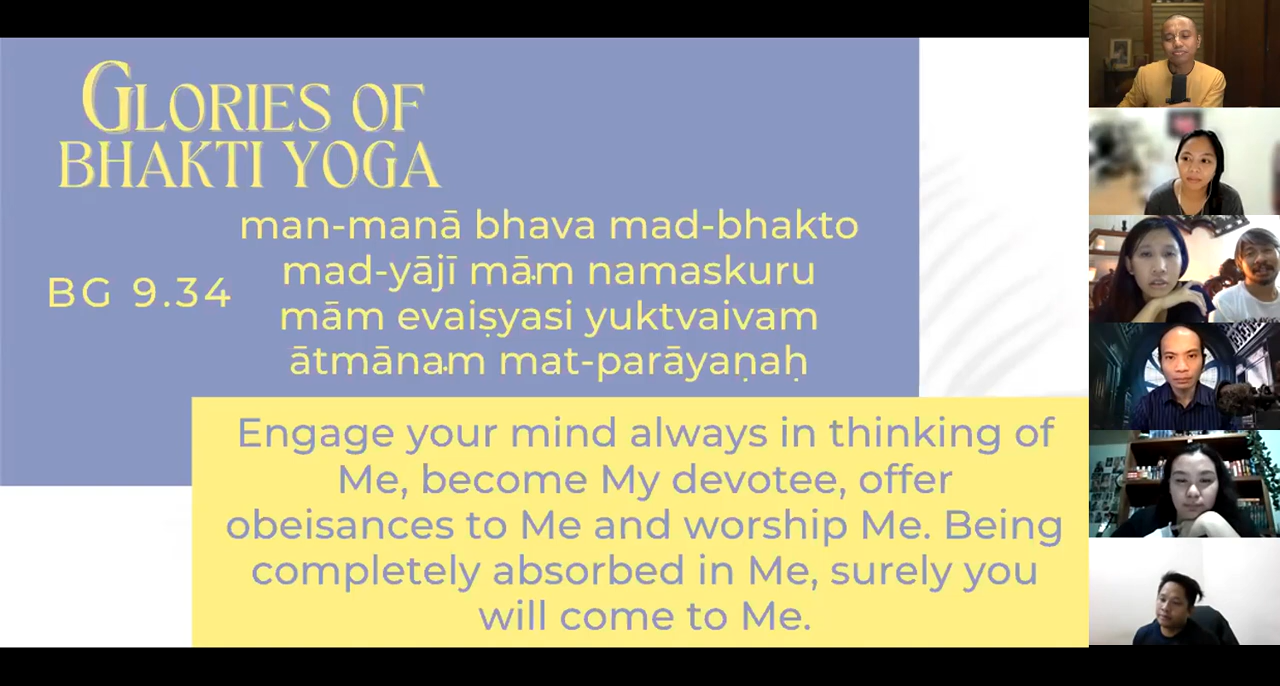 GLORIES OF
BHAKTI YOGA
BG 9.34
man-manā bhava mad-bhakto
mad-yājī māṁ namaskuru
mām evaiṣyasi yuktvaivam
ātmānaṁ mat-parāyaṇaḥ
Engage your mind always in thinking of
Me, become My devotee, offer
obeisances to Me and worship Me. Being
completely absorbed in Me, surely you
will come to Me.